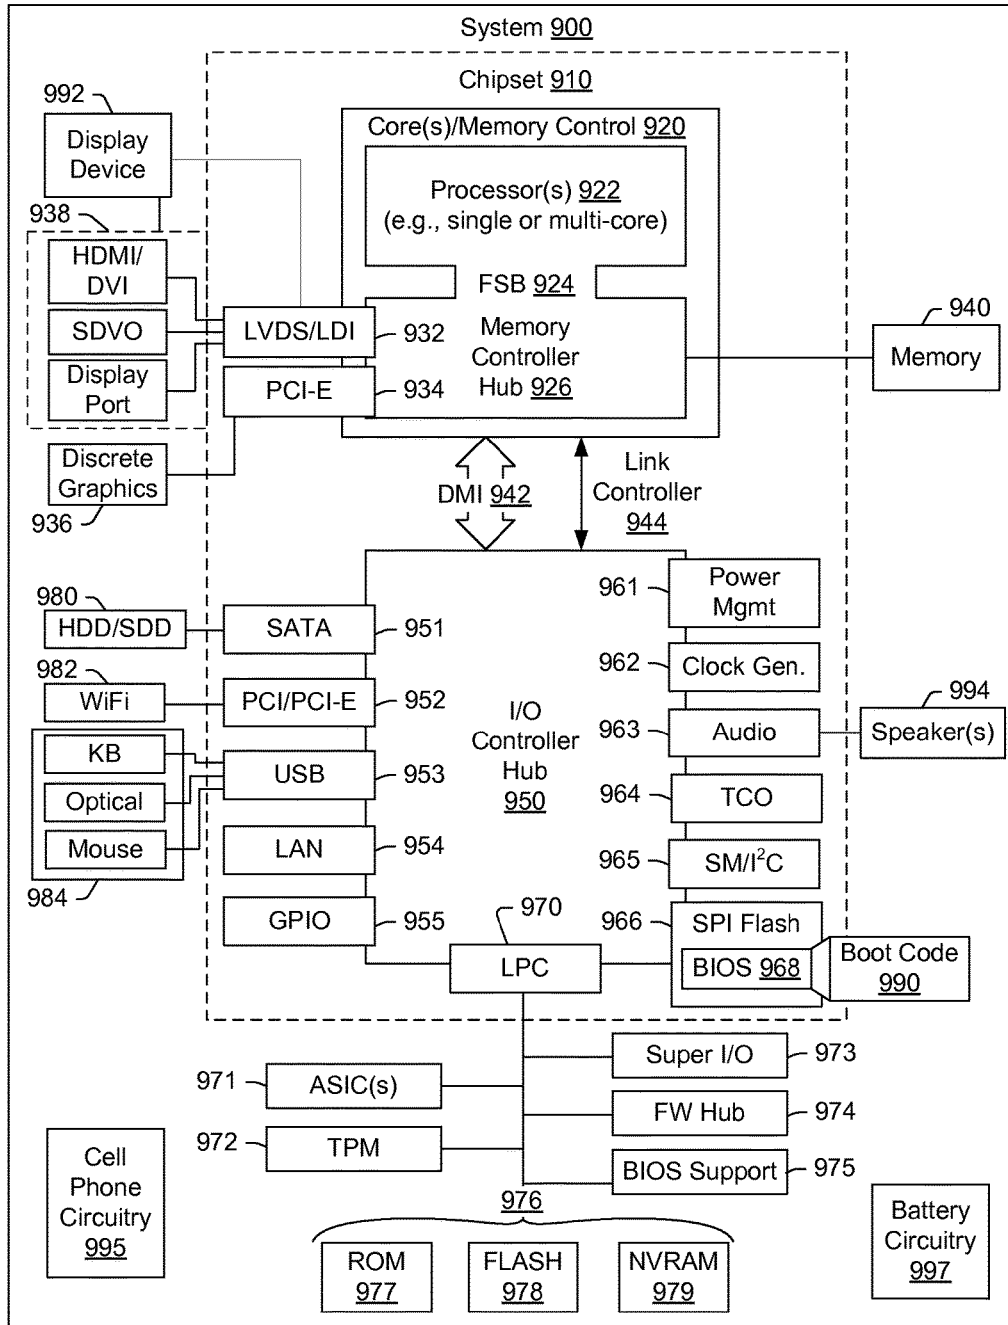 System 900
Chipset 910
992
Display
Device
Core(s)/Memory Control 920
Processor(s) 922
(e.g., single or multi-core)
938
HDMI/
DVI
SDVO
Display
Port
FSB 924
LVDS/LDI
932
PCI-E
934
Memory
Controller
Hub 926
940
Memory
Discrete
Graphics
936
DMI 942
Link
Controller
944
980
HDD/SDD
SATA
951
982
WiFi
PCI/PCI-E
952
KB
Optical
Mouse
984
USB
953
LAN
954
GPIO
955
I/O
Controller
Hub
950
961
Power
Mgmt
962
Clock Gen.
963
Audio
994
Speaker(s)
964
TCO
965
SM/I²C
966
SPI Flash
BIOS 968
Boot Code
990
970
LPC
971
ASIC(s)
972
TPM
Super I/O
973
FW Hub
974
BIOS Support
975
976
ROM
977
FLASH
978
NVRAM
979
Cell
Phone
Circuitry
995
Battery
Circuitry
997